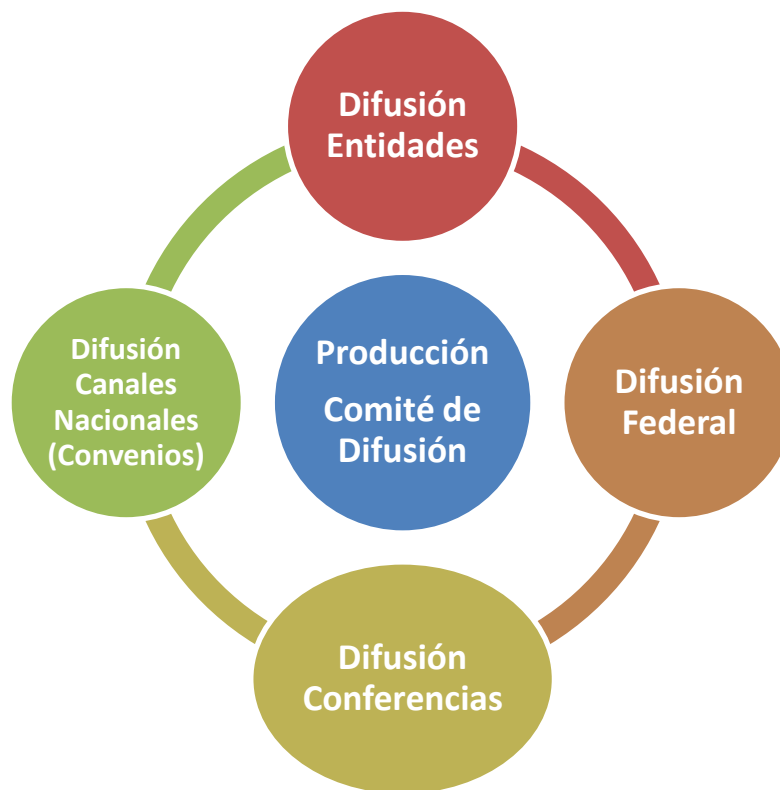 Difusión
Entidades
Difusión
Canales
Nacionales
(Convenios)
Producción
Comité de
Difusión
Difusión
Federal
Difusión
Conferencias